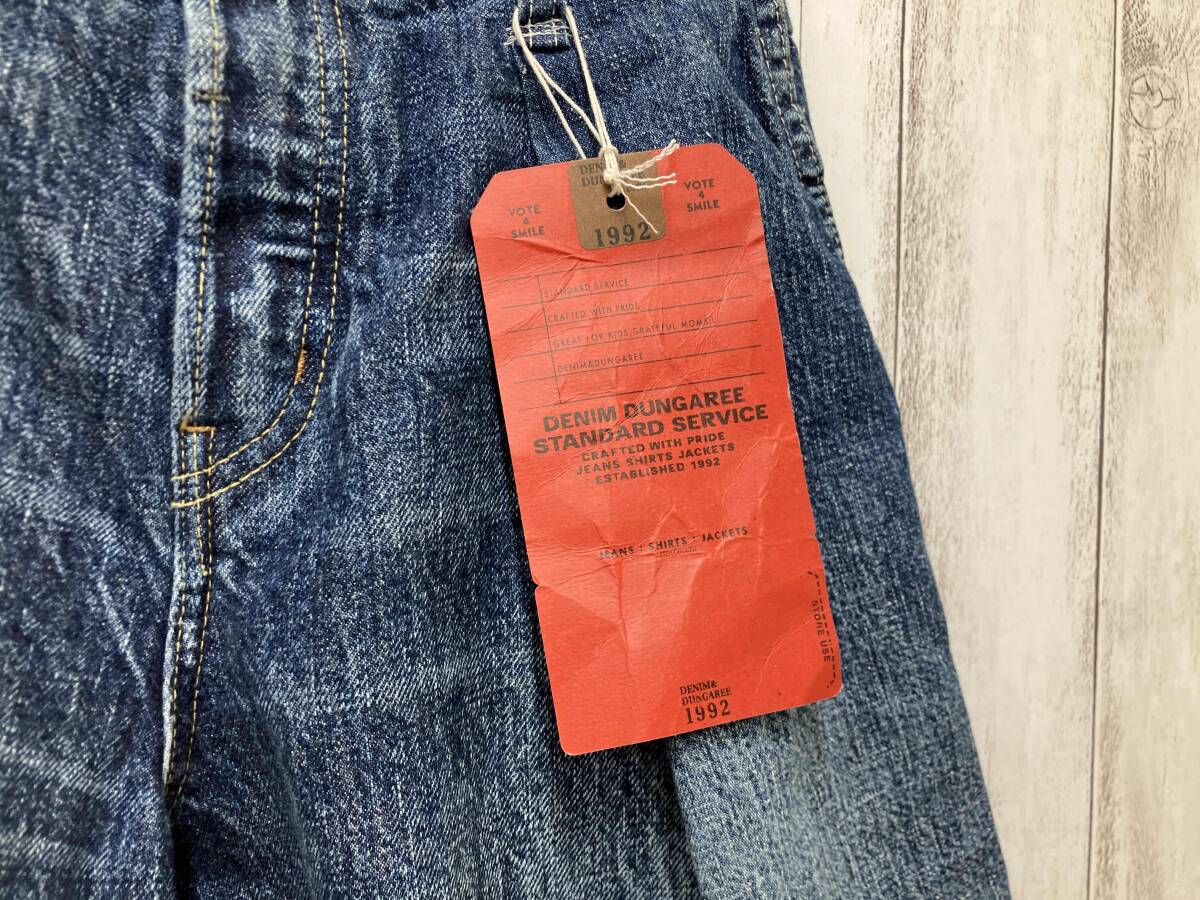 VOTE
4
SMILE
DENIM&
DU
1992
VOTE
4
SMILE
STANDARD SERVICE
CRAFTED WITH PRIDE
GREAT FOR KIDS, GRATEFUL MOMS!
DENIM&DUNGAREE
DENIM DUNGAREE
STANDARD SERVICE
CRAFTED WITH PRIDE
JEANS SHIRTS JACKETS
ESTABLISHED 1992
JEANS : SHIRTS : JACKETS
STORE USE
DENIM&
DUNGAREE
1992